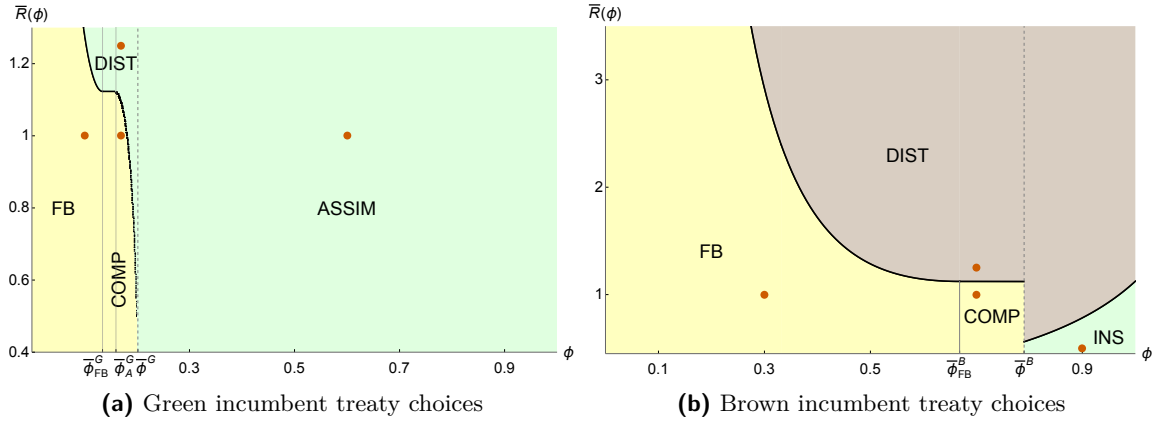 R̅(ϕ)
1.2
1
0.8
0.6
0.4
DIST
FB
COMP
ASSIM
ϕ̅ᴳ_FB ϕ̅ᴳ_A ϕ̅ᴳ 0.3 0.5 0.7 0.9 ϕ
(a) Green incumbent treaty choices
R̅(ϕ)
3
2
1
DIST
FB
COMP
INS
0.1 0.3 0.5 ϕ̅ᴮ_FB ϕ̅ᴮ 0.9 ϕ
(b) Brown incumbent treaty choices